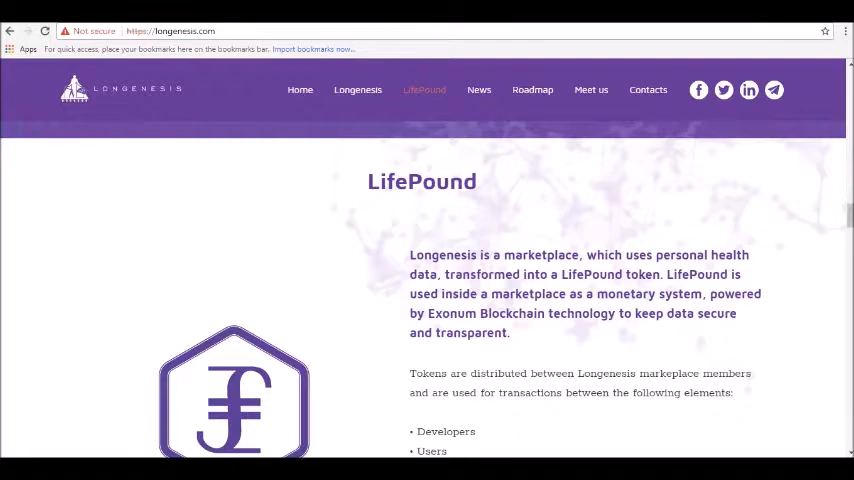 Not secure https://longenesis.com
Apps For quick access, place your bookmarks here on the bookmarks bar. Import bookmarks now...
LONGENESIS Home Longenesis LifePound News Roadmap Meet us Contacts
LifePound
Longenesis is a marketplace, which uses personal health
data, transformed into a LifePound token. LifePound is
used inside a marketplace as a monetary system, powered
by Exonum Blockchain technology to keep data secure
and transparent.
Tokens are distributed between Longenesis markeplace members
and are used for transactions between the following elements:
• Developers
• Users